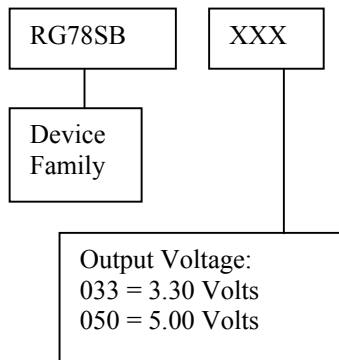 RG78SB
XXX
Device
Family
Output Voltage:
033 = 3.30 Volts
050 = 5.00 Volts